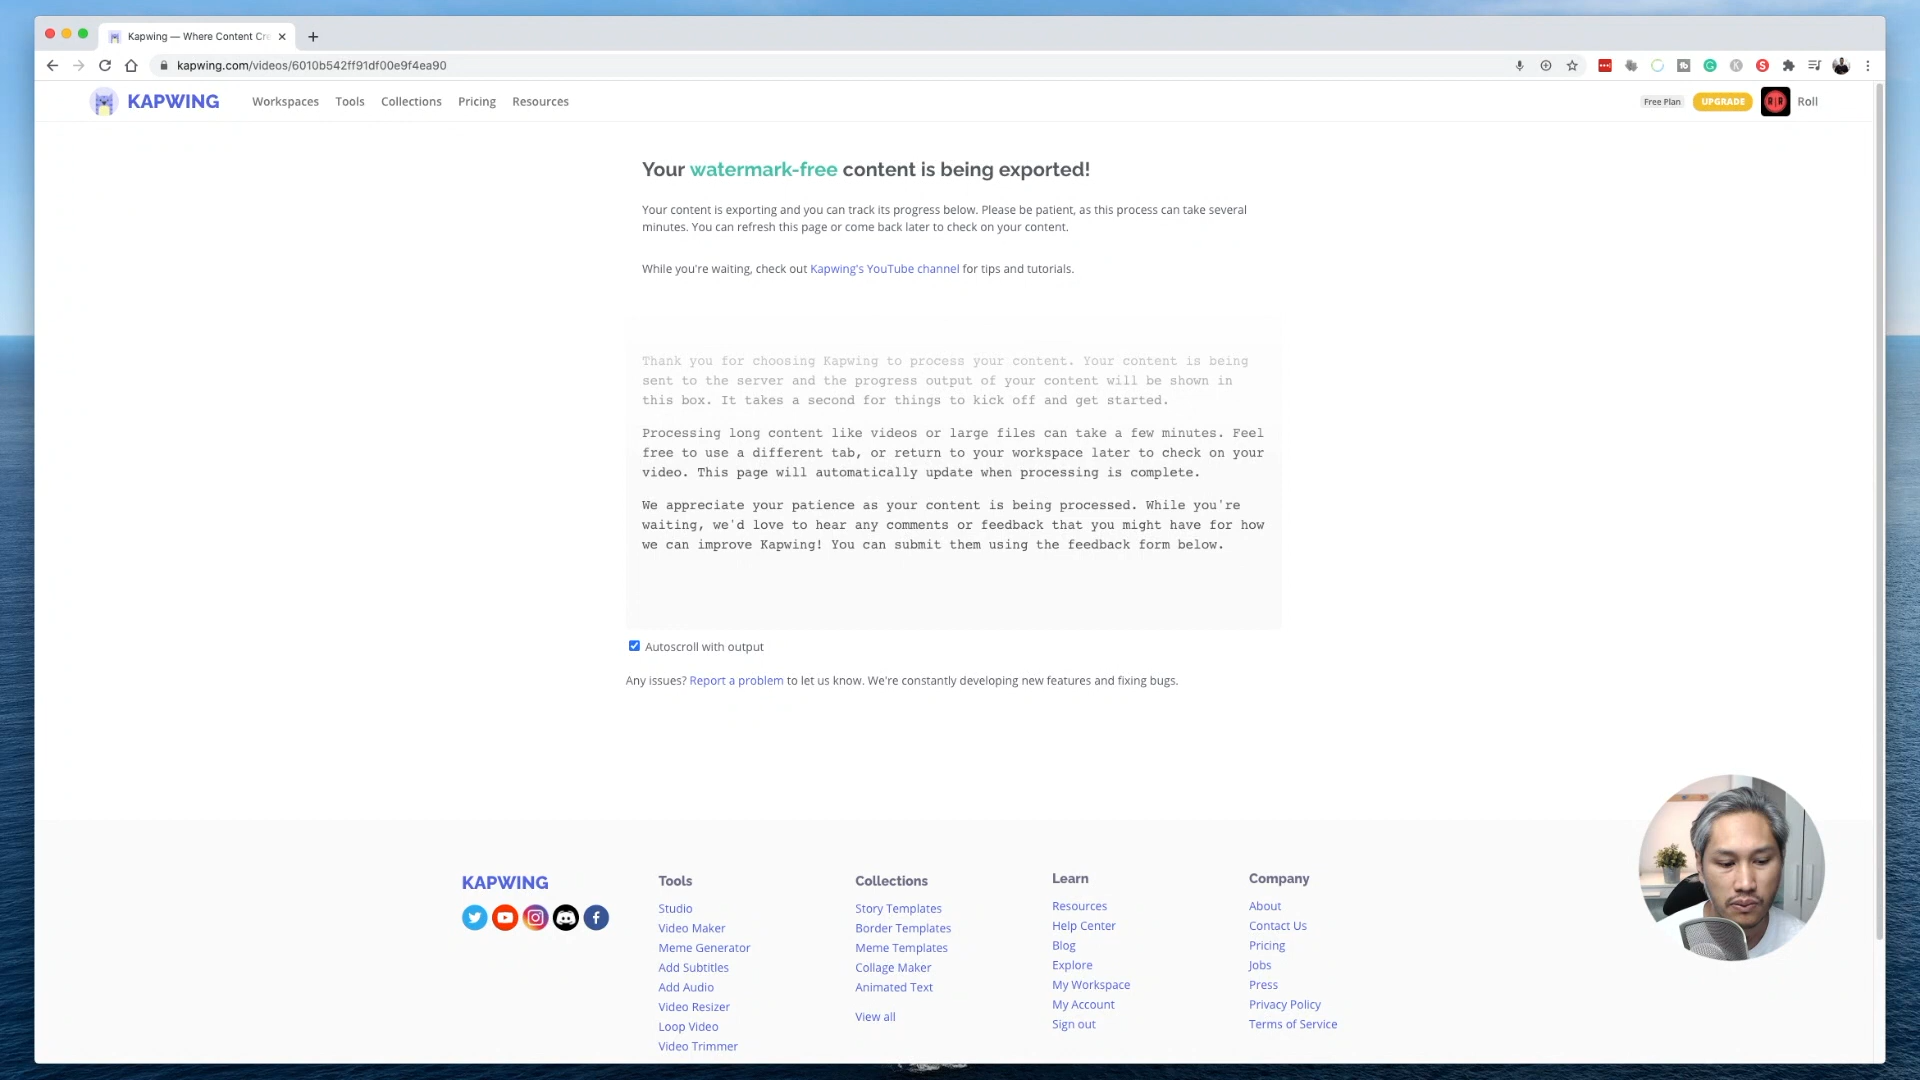 Kapwing — Where Content Cre
kapwing.com/videos/6010b542ff91df00e9f4ea90
KAPWING
Workspaces
Tools
Collections
Pricing
Resources
Free Plan
UPGRADE
R|R
Roll
Your watermark-free content is being exported!
Your content is exporting and you can track its progress below. Please be patient, as this process can take several
minutes. You can refresh this page or come back later to check on your content.
While you're waiting, check out Kapwing's YouTube channel for tips and tutorials.
Thank you for choosing Kapwing to process your content. Your content is being
sent to the server and the progress output of your content will be shown in
this box. It takes a second for things to kick off and get started.
Processing long content like videos or large files can take a few minutes. Feel
free to use a different tab, or return to your workspace later to check on your
video. This page will automatically update when processing is complete.
We appreciate your patience as your content is being processed. While you're
waiting, we'd love to hear any comments or feedback that you might have for how
we can improve Kapwing! You can submit them using the feedback form below.
Autoscroll with output
Any issues? Report a problem to let us know. We're constantly developing new features and fixing bugs.
KAPWING
Tools
Studio
Video Maker
Meme Generator
Add Subtitles
Add Audio
Video Resizer
Loop Video
Video Trimmer
Collections
Story Templates
Border Templates
Meme Templates
Collage Maker
Animated Text
View all
Learn
Resources
Help Center
Blog
Explore
My Workspace
My Account
Sign out
Company
About
Contact Us
Pricing
Jobs
Press
Privacy Policy
Terms of Service